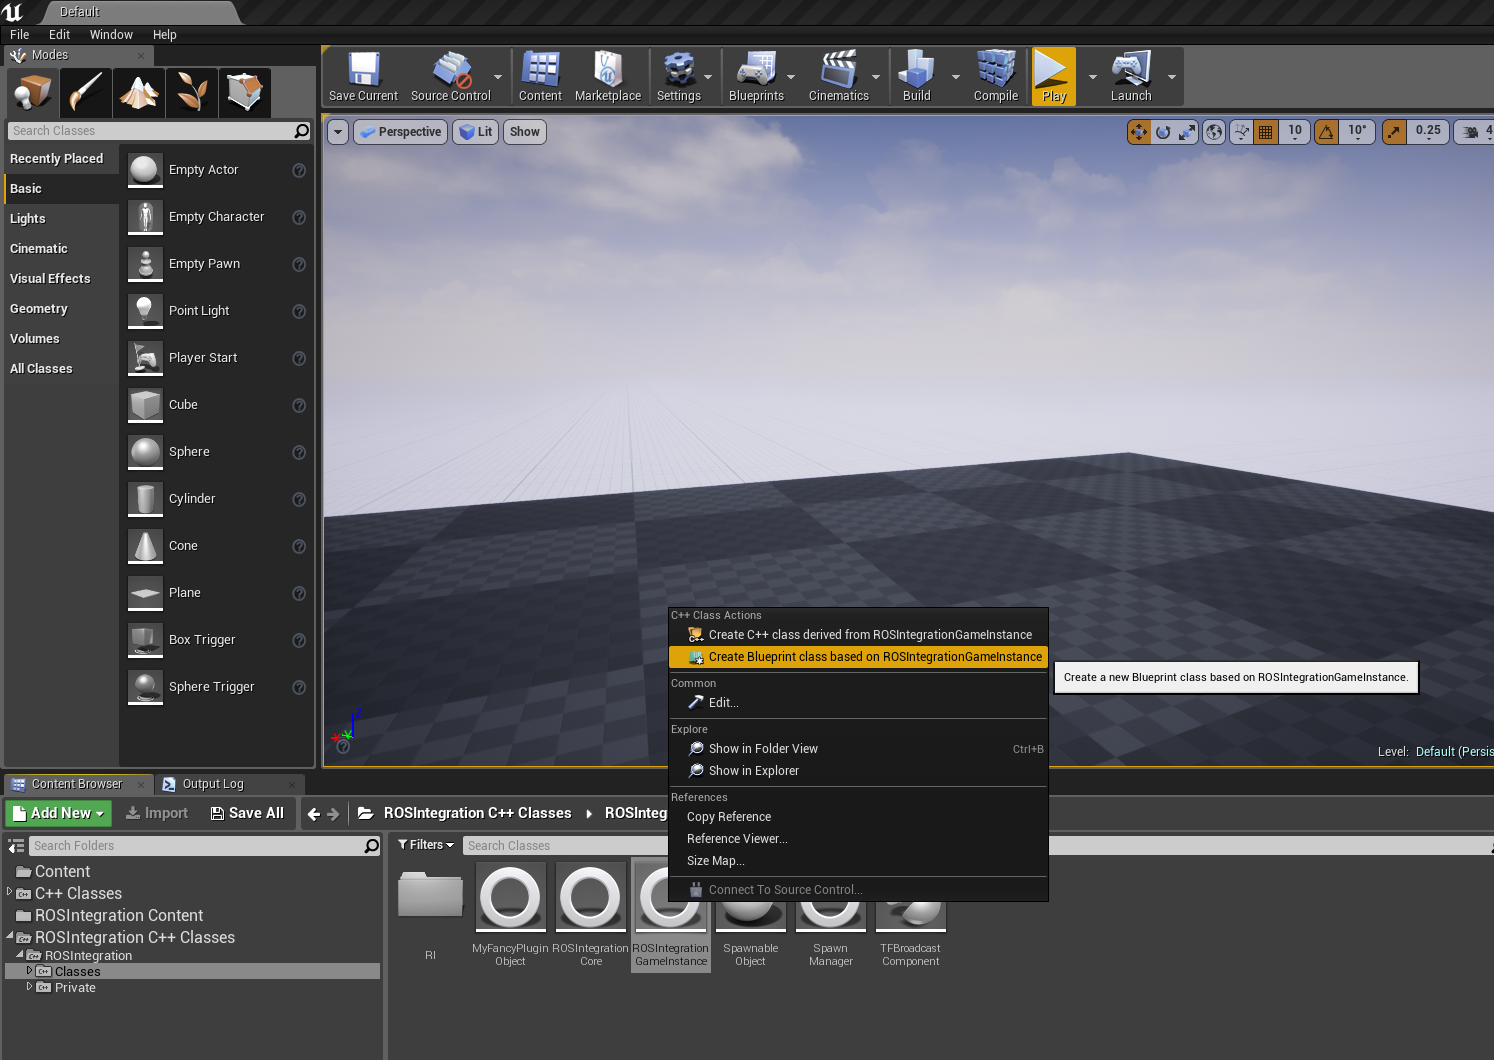 Default
File Edit Window Help
Modes
Save Current
Source Control
Content
Marketplace
Settings
Blueprints
Cinematics
Build
Compile
Play
Launch
Search Classes
Recently Placed
Basic
Lights
Cinematic
Visual Effects
Geometry
Volumes
All Classes
Empty Actor
Empty Character
Empty Pawn
Point Light
Player Start
Cube
Sphere
Cylinder
Cone
Plane
Box Trigger
Sphere Trigger
Perspective
Lit
Show
10
10°
0.25
4
Level: Default (Persis
C++ Class Actions
Create C++ class derived from ROSIntegrationGameInstance
Create Blueprint class based on ROSIntegrationGameInstance
Common
Edit...
Explore
Show in Folder View Ctrl+B
Show in Explorer
References
Copy Reference
Reference Viewer...
Size Map...
Connect To Source Control...
Create a new Blueprint class based on ROSIntegrationGameInstance.
Content Browser
Output Log
Add New
Import
Save All
ROSIntegration C++ Classes
ROSInteg
Search Folders
Content
C++ Classes
ROSIntegration Content
ROSIntegration C++ Classes
ROSIntegration
Classes
Private
Filters
Search Classes
RI
MyFancyPlugin
Object
ROSIntegration
Core
ROSIntegration
GameInstance
Spawnable
Object
Spawn
Manager
TFBroadcast
Component